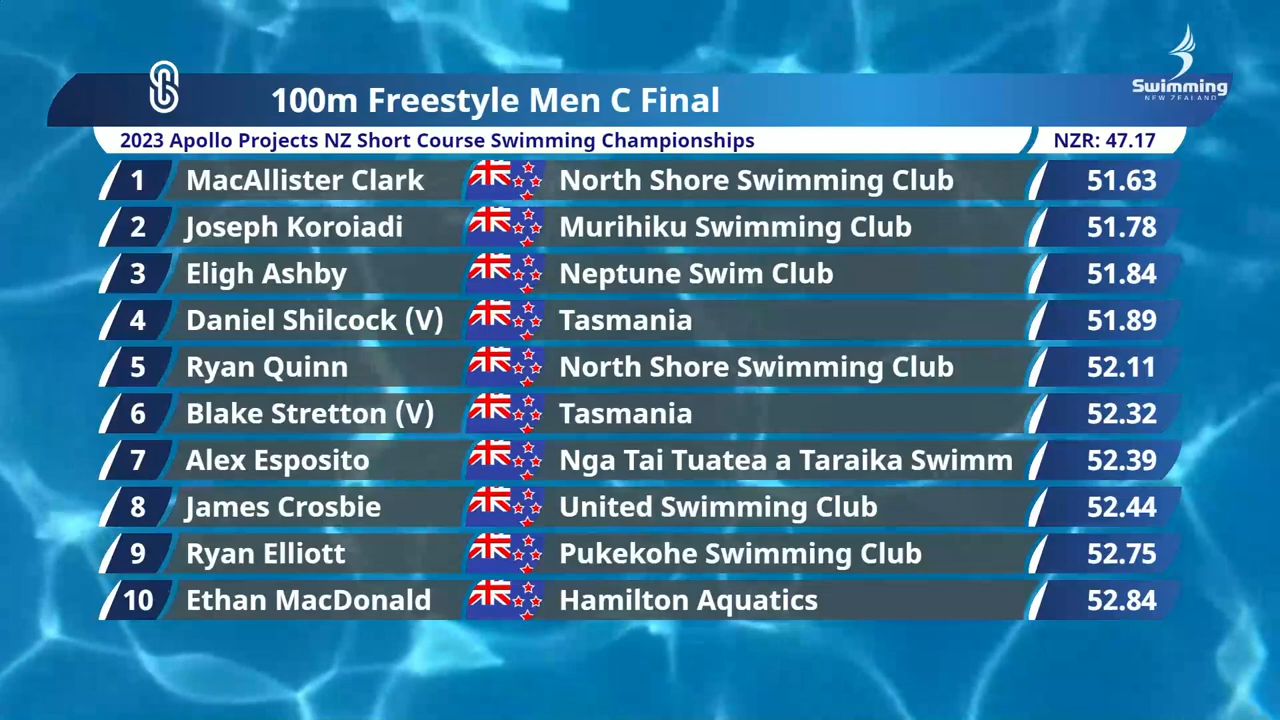 100m Freestyle Men C Final
Swimming
NEW ZEALAND
2023 Apollo Projects NZ Short Course Swimming Championships NZR: 47.17
1 MacAllister Clark North Shore Swimming Club 51.63
2 Joseph Koroiadi Murihiku Swimming Club 51.78
3 Eligh Ashby Neptune Swim Club 51.84
4 Daniel Shilcock (V) Tasmania 51.89
5 Ryan Quinn North Shore Swimming Club 52.11
6 Blake Stretton (V) Tasmania 52.32
7 Alex Esposito Nga Tai Tuatea a Taraika Swimm 52.39
8 James Crosbie United Swimming Club 52.44
9 Ryan Elliott Pukekohe Swimming Club 52.75
10 Ethan MacDonald Hamilton Aquatics 52.84